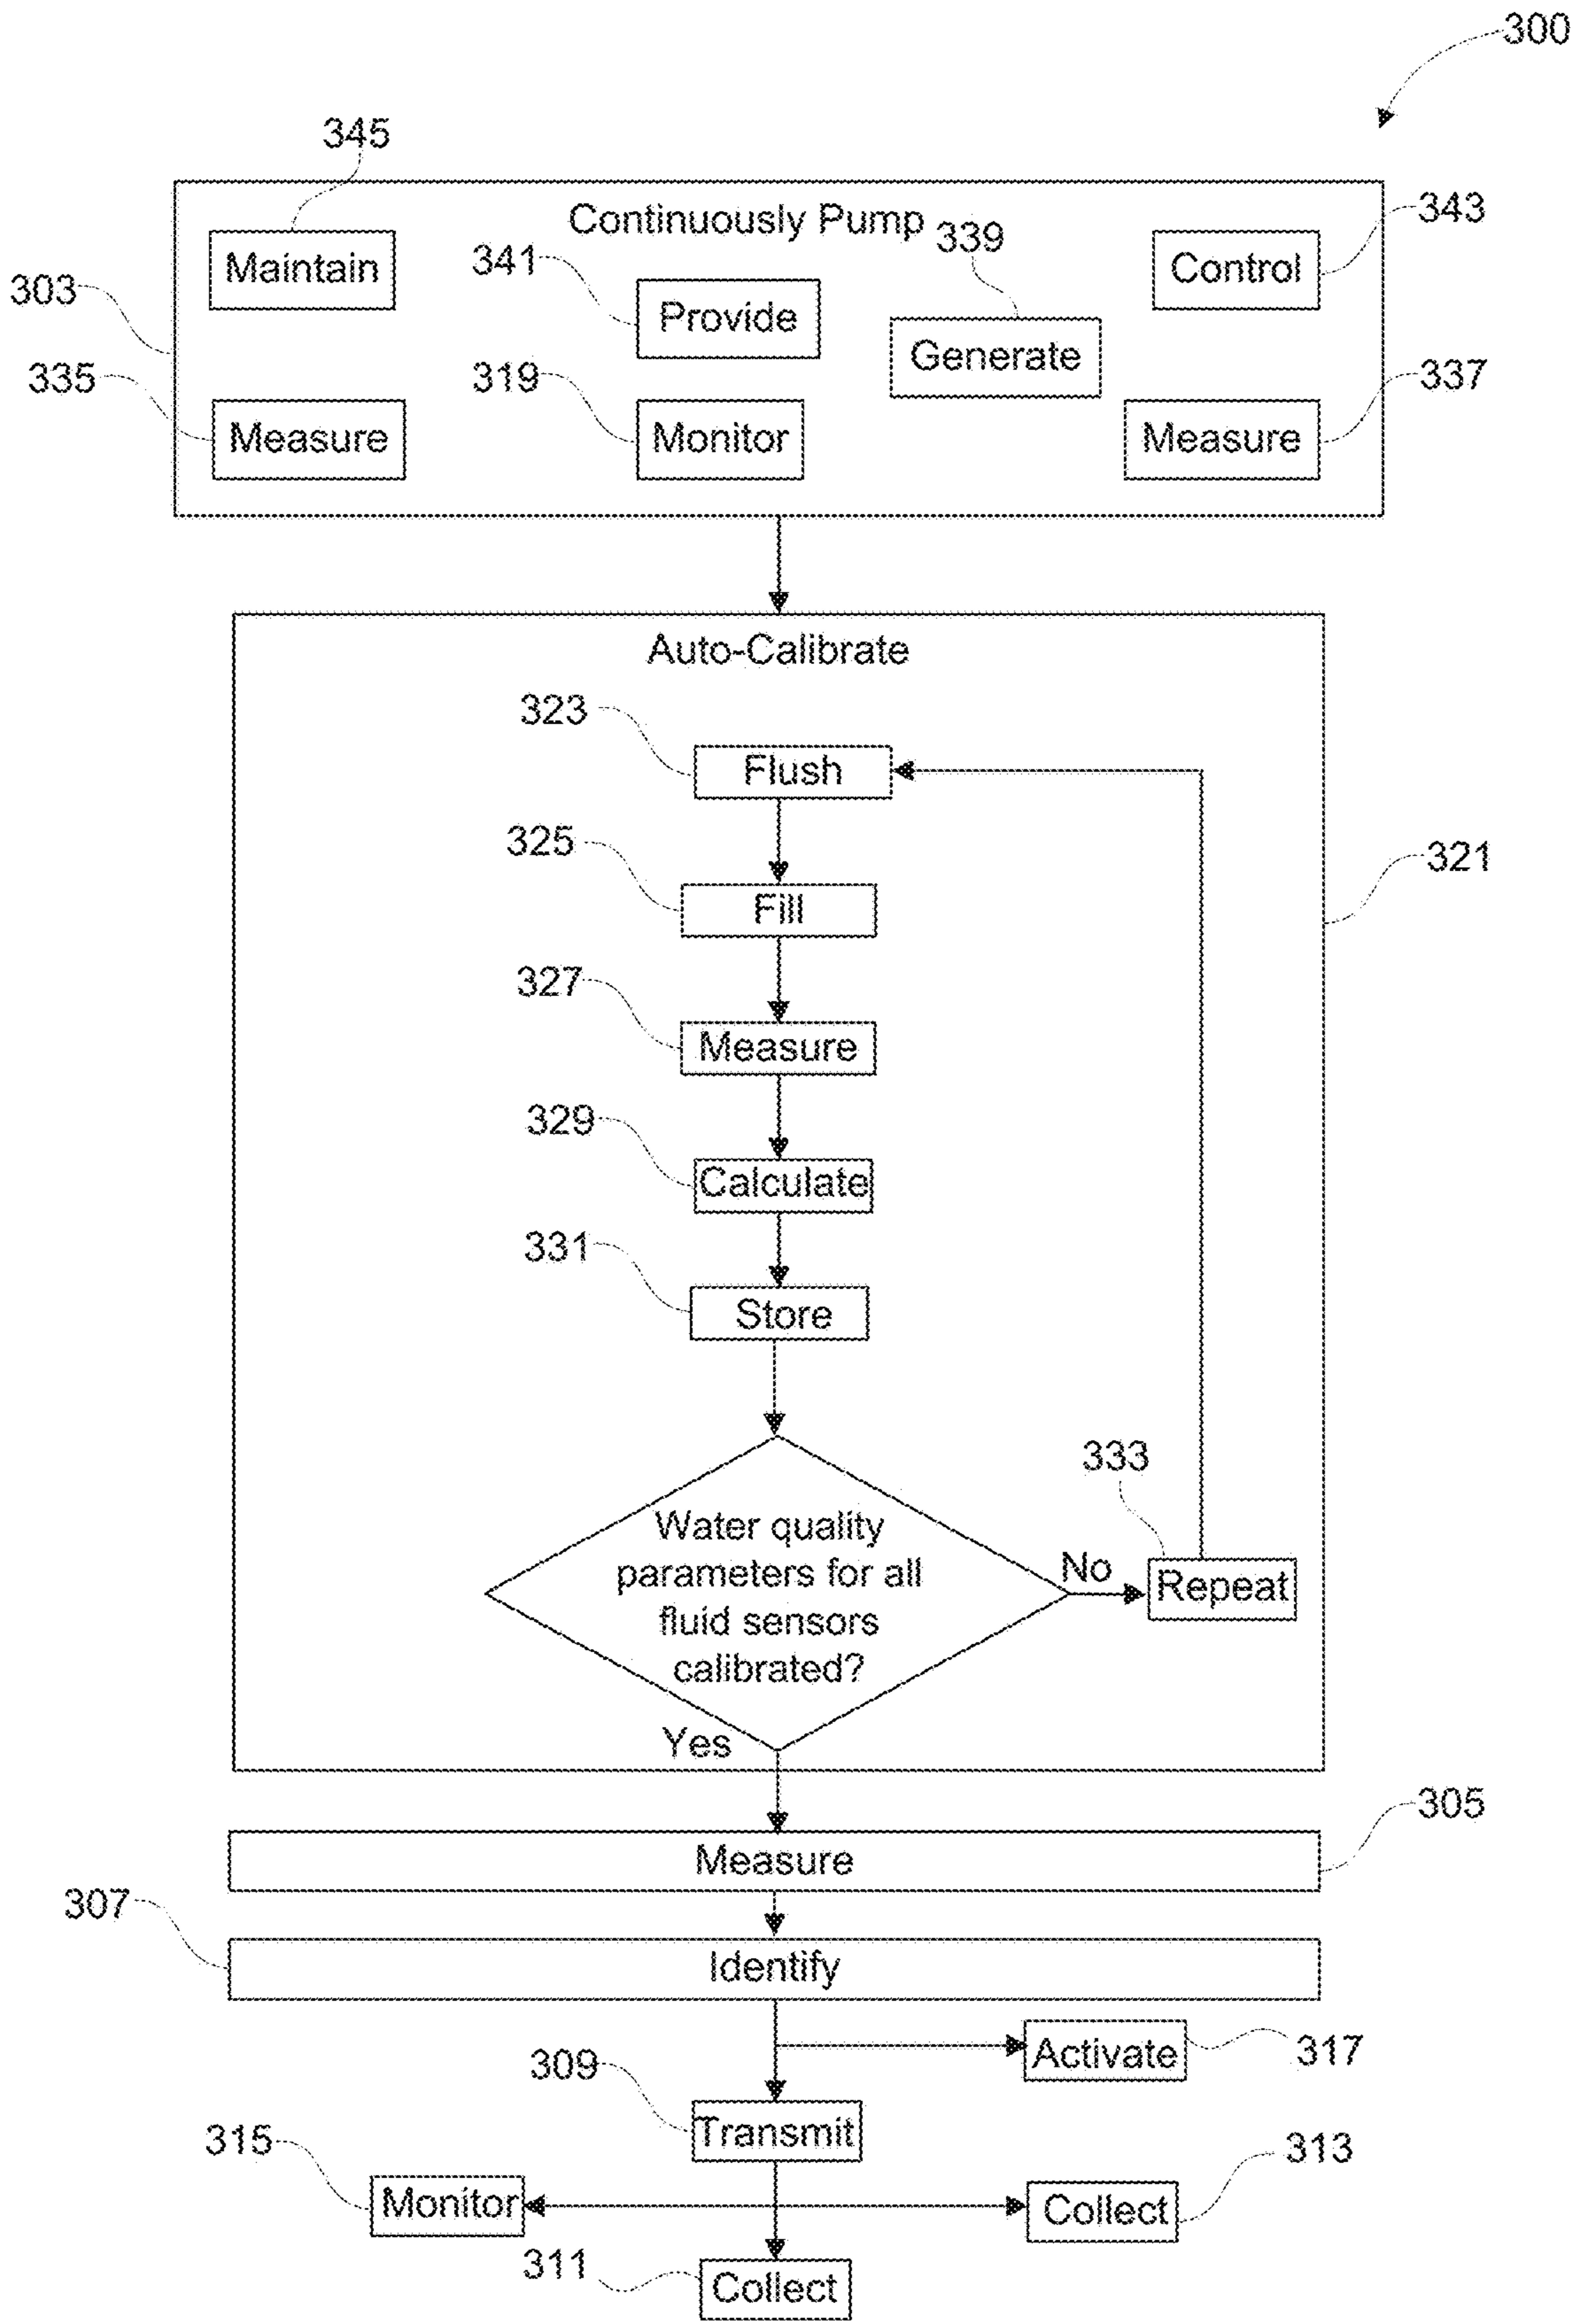 300
345
Continuously Pump
339
343
Maintain
341
Control
303
Provide
Generate
335
319
337
Measure
Monitor
Measure
Auto-Calibrate
323
Flush
325
321
Fill
327
Measure
329
Calculate
331
Store
333
Water quality
parameters for all
fluid sensors
calibrated?
No
Repeat
Yes
305
Measure
307
Identify
309
Activate
317
Transmit
315
313
Monitor
Collect
311
Collect